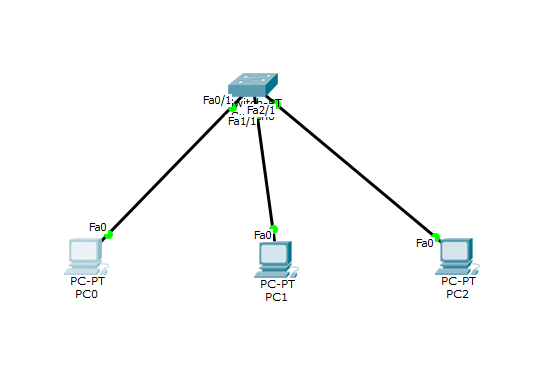 Fa0/1
Fa2/1
Fa1/1
Fa0
Fa0
Fa0
PC-PT
PC0
PC-PT
PC1
PC-PT
PC2